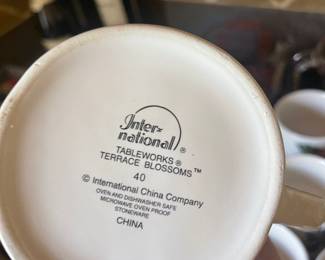 Inter-
national®
TABLEWORKS®
TERRACE BLOSSOMS™
40
© International China Company
OVEN AND DISHWASHER SAFE
MICROWAVE OVEN PROOF
STONEWARE
CHINA